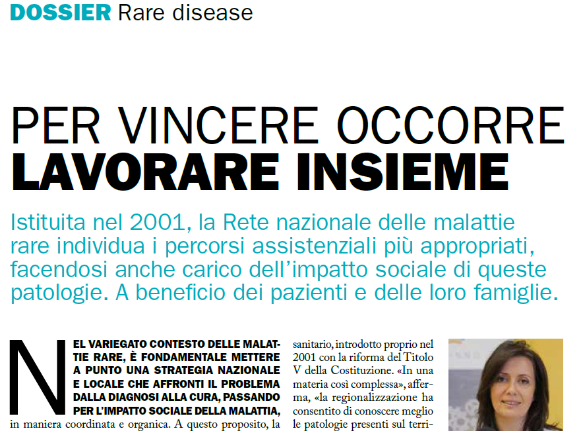 DOSSIER Rare disease
PER VINCERE OCCORRE
LAVORARE INSIEME
Istituita nel 2001, la Rete nazionale delle malattie
rare individua i percorsi assistenziali più appropriati,
facendosi anche carico dell’impatto sociale di queste
patologie. A beneficio dei pazienti e delle loro famiglie.
NEL VARIEGATO CONTESTO DELLE MALAT-
TIE RARE, È FONDAMENTALE METTERE
A PUNTO UNA STRATEGIA NAZIONALE
E LOCALE CHE AFFRONTI IL PROBLEMA
DALLA DIAGNOSI ALLA CURA, PASSANDO
PER L’IMPATTO SOCIALE DELLA MALATTIA,
in maniera coordinata e organica. A questo proposito, la
sanitario, introdotto proprio nel
2001 con la riforma del Titolo
V della Costituzione. «In una
materia così complessa», affer-
ma, «la regionalizzazione ha
consentito di conoscere meglio
le patologie presenti sul terri-